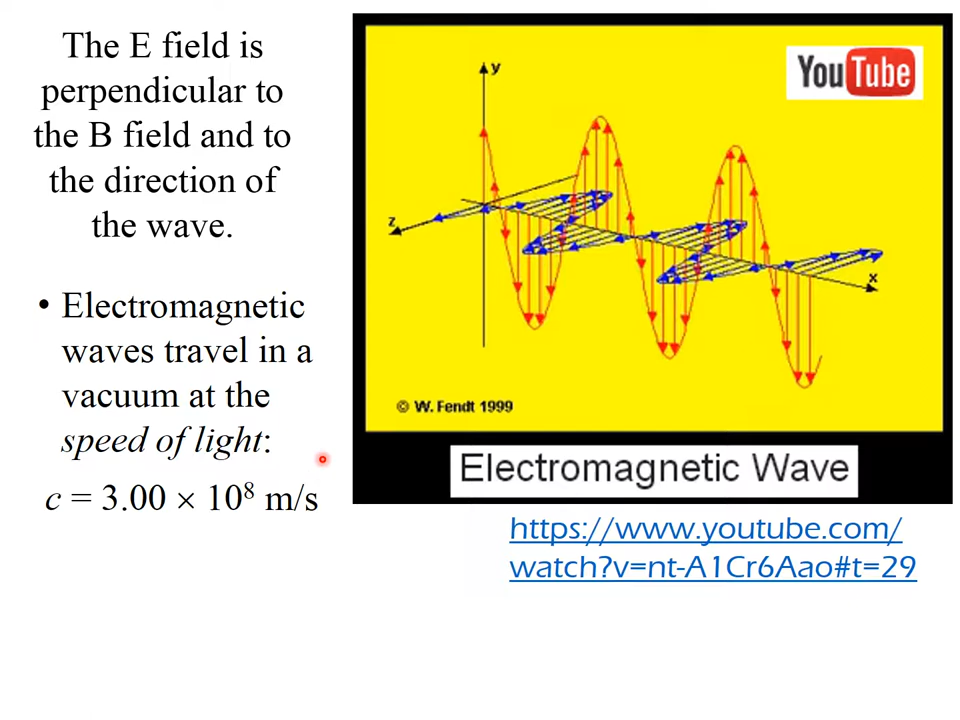 The E field is
perpendicular to
the B field and to
the direction of
the wave.
• Electromagnetic
waves travel in a
vacuum at the
speed of light:
c = 3.00 × 10⁸ m/s
YouTube
y
z
x
© W. Fendt 1999
Electromagnetic Wave
https://www.youtube.com/
watch?v=nt-A1Cr6Aao#t=29